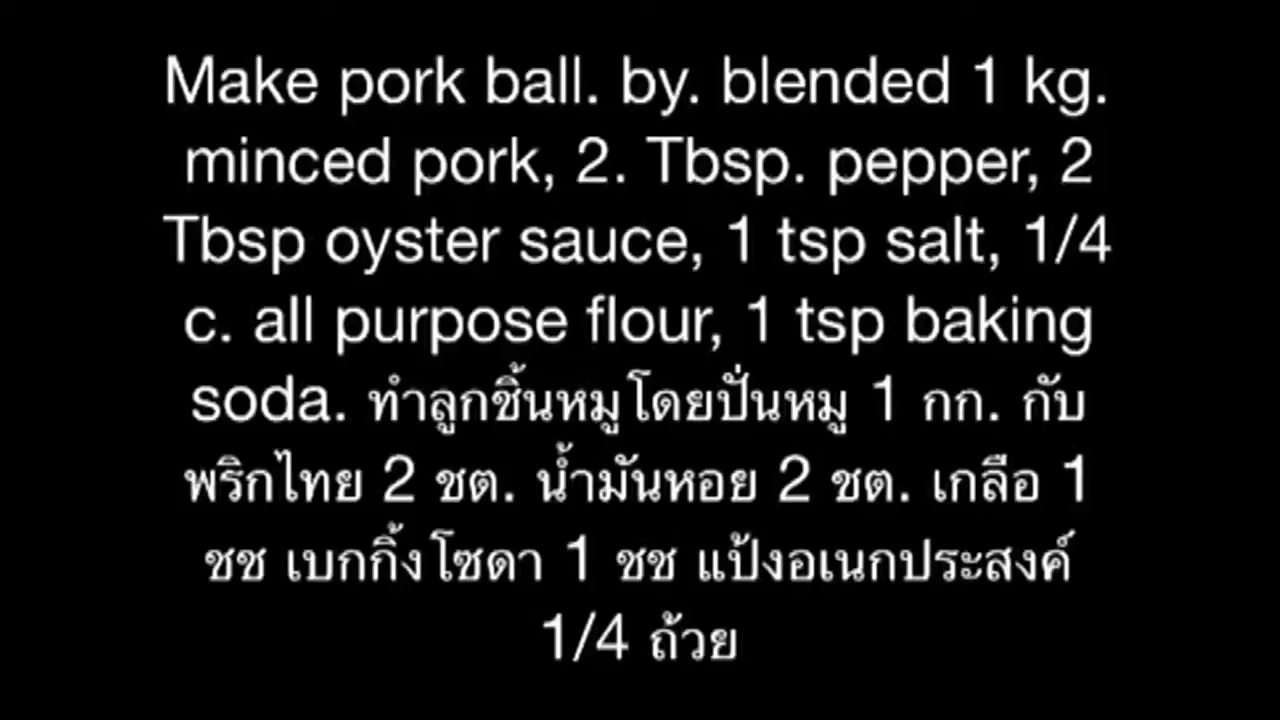 Make pork ball. by. blended 1 kg.
minced pork, 2. Tbsp. pepper, 2
Tbsp oyster sauce, 1 tsp salt, 1/4
c. all purpose flour, 1 tsp baking
soda. ทำลูกชิ้นหมูโดยปั่นหมู 1 กก. กับ
พริกไทย 2 ชต. น้ำมันหอย 2 ชต. เกลือ 1
ชช เบกกิ้งโซดา 1 ชช แป้งอเนกประสงค์
1/4 ถ้วย